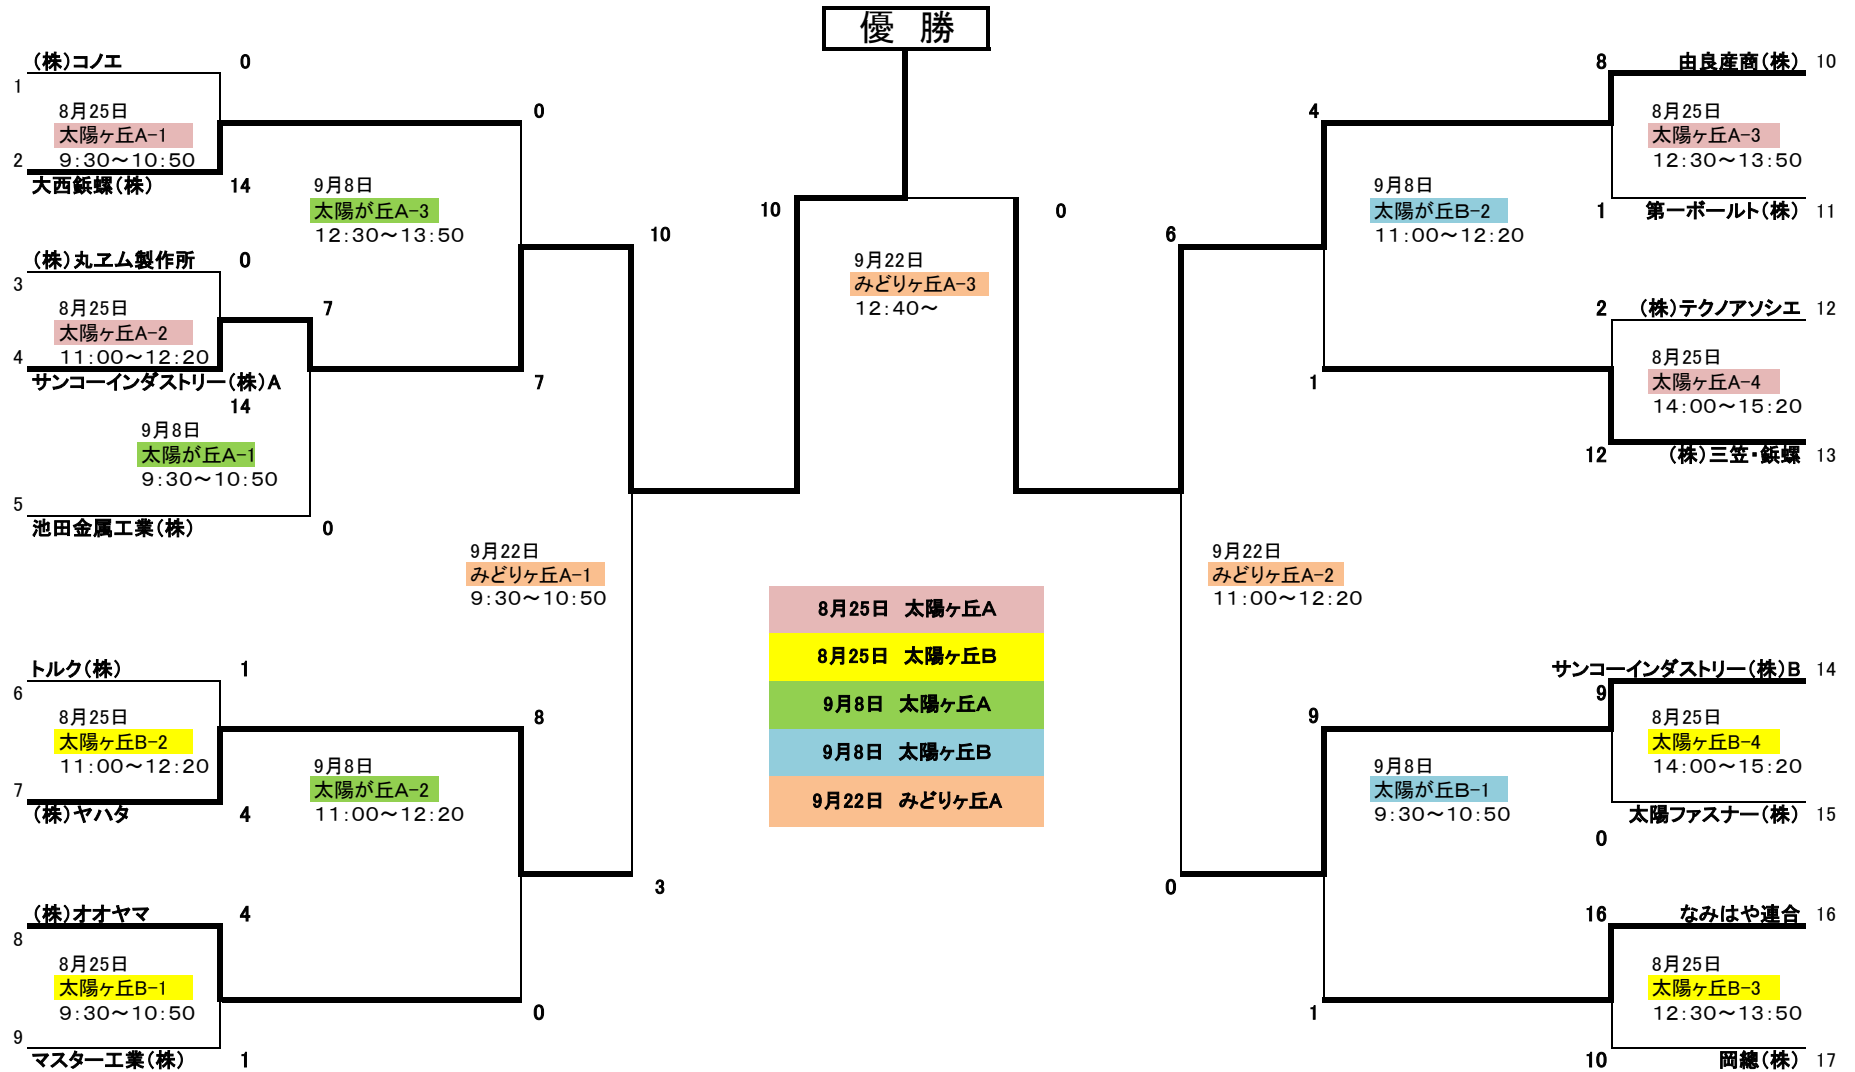 優　勝
(株)コノエ
0
1
8月25日
太陽ヶ丘A-1
9:30～10:50
2
大西鋲螺(株)
14
0
9月8日
太陽が丘A-3
12:30～13:50
(株)丸ヱム製作所
0
3
8月25日
太陽ヶ丘A-2
11:00～12:20
4
サンコーインダストリー(株)A
14
7
9月8日
太陽が丘A-1
9:30～10:50
5
池田金属工業(株)
0
7
10
9月22日
みどりヶ丘A-1
9:30～10:50
トルク(株)
1
6
8月25日
太陽ヶ丘B-2
11:00～12:20
7
(株)ヤハタ
4
8
9月8日
太陽が丘A-2
11:00～12:20
3
(株)オオヤマ
4
8
8月25日
太陽ヶ丘B-1
9:30～10:50
9
マスター工業(株)
1
0
10
0
9月22日
みどりヶ丘A-3
12:40～
8月25日　太陽ヶ丘A
8月25日　太陽ヶ丘B
9月8日　太陽ヶ丘A
9月8日　太陽ヶ丘B
9月22日　みどりヶ丘A
8
由良産商(株)
10
8月25日
太陽ヶ丘A-3
12:30～13:50
1
第一ボールト(株)
11
4
9月8日
太陽が丘B-2
11:00～12:20
6
2
(株)テクノアソシエ
12
8月25日
太陽ヶ丘A-4
14:00～15:20
1
12
(株)三笠・鋲螺
13
9月22日
みどりヶ丘A-2
11:00～12:20
サンコーインダストリー(株)B
14
9
8月25日
太陽ヶ丘B-4
14:00～15:20
太陽ファスナー(株)
15
0
9
9月8日
太陽が丘B-1
9:30～10:50
0
16
なみはや連合
16
8月25日
太陽ヶ丘B-3
12:30～13:50
1
10
岡總(株)
17